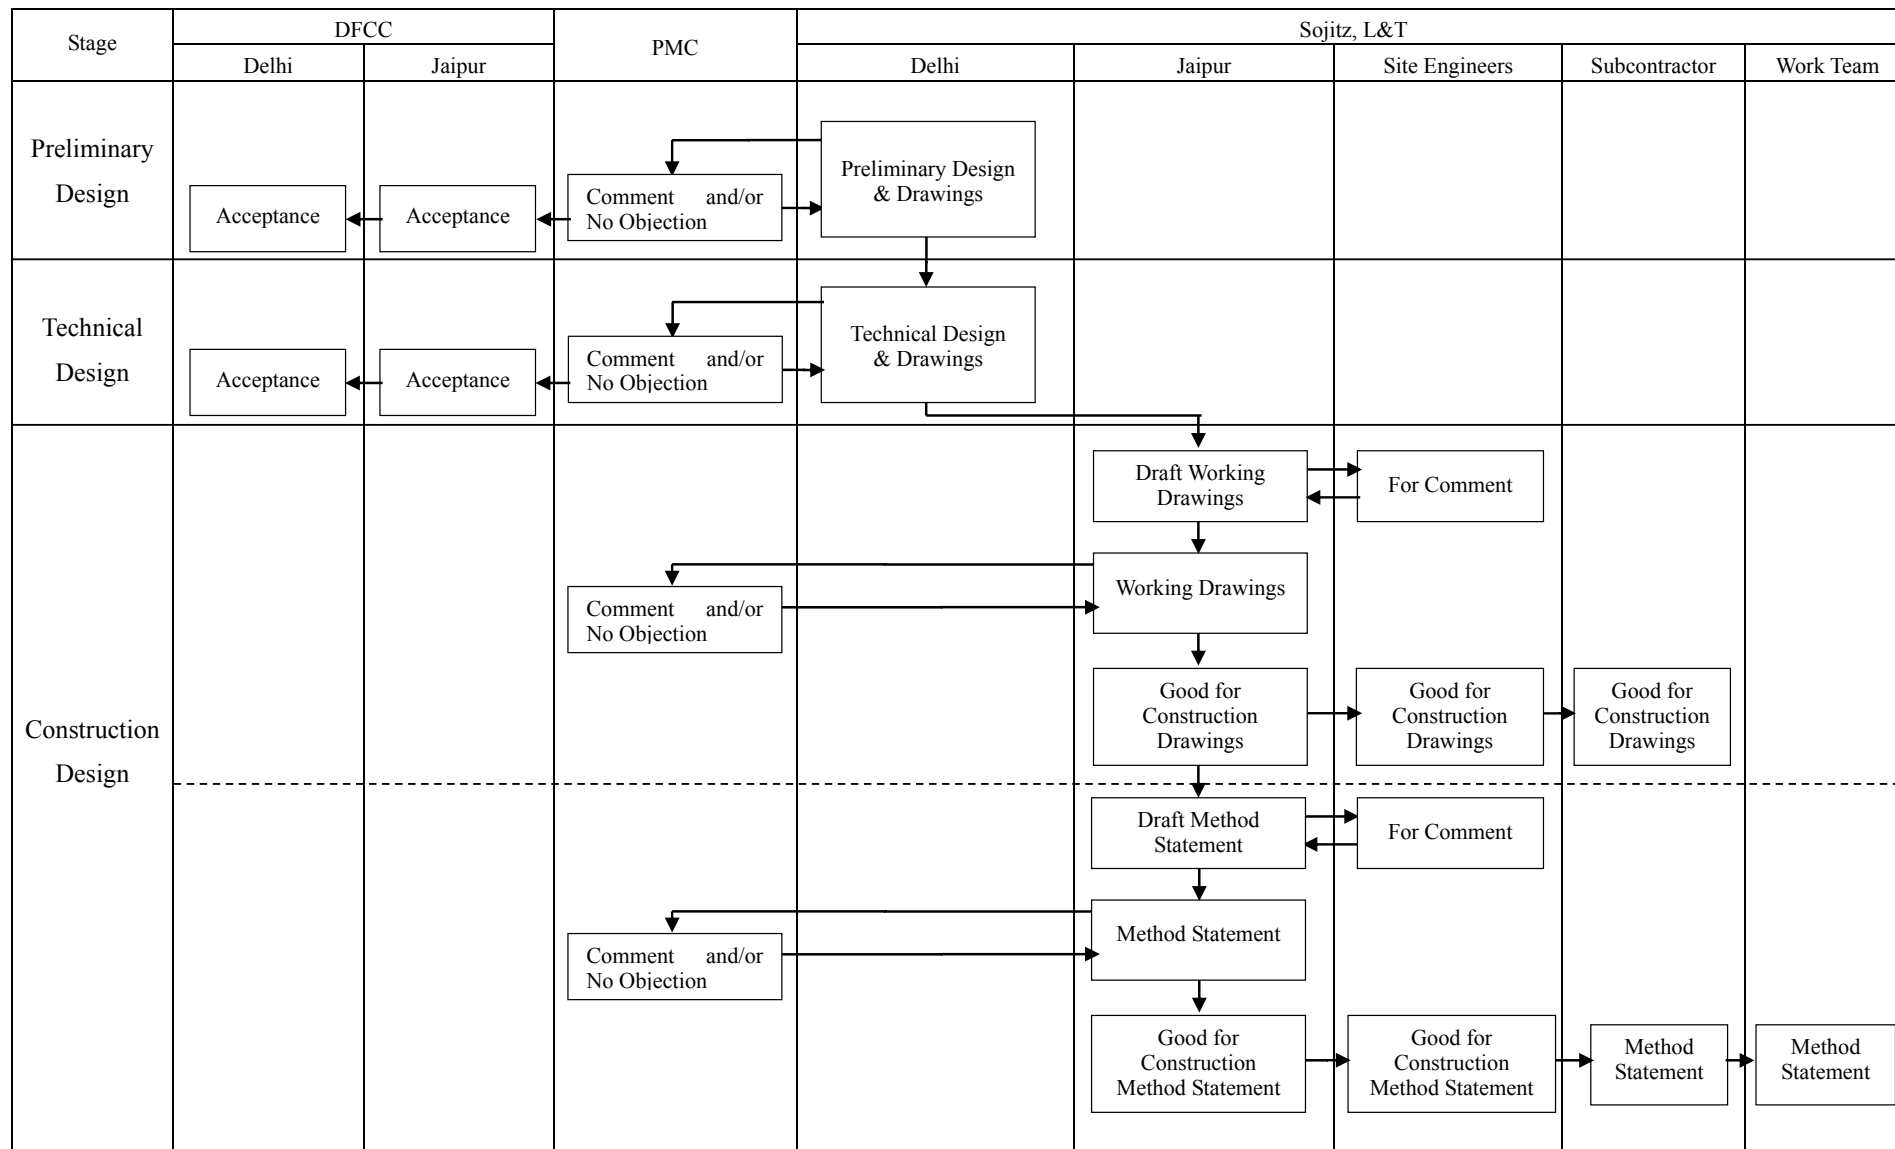 Stage
DFCC
PMC
Sojitz, L&T
Delhi
Jaipur
Delhi
Jaipur
Site Engineers
Subcontractor
Work Team
Preliminary
Design
Acceptance
Acceptance
Comment and/or
No Objection
Preliminary Design
& Drawings
Technical
Design
Acceptance
Acceptance
Comment and/or
No Objection
Technical Design
& Drawings
Construction
Design
Draft Working
Drawings
For Comment
Comment and/or
No Objection
Working Drawings
Good for
Construction
Drawings
Good for
Construction
Drawings
Good for
Construction
Drawings
Draft Method
Statement
For Comment
Comment and/or
No Objection
Method Statement
Good for
Construction
Method Statement
Good for
Construction
Method Statement
Method
Statement
Method
Statement